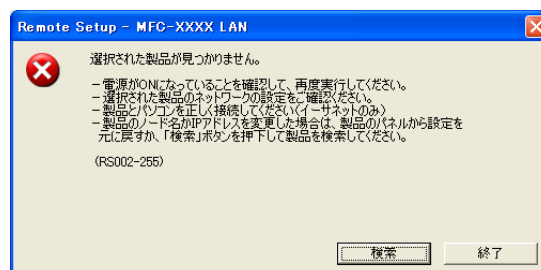 Remote Setup - MFC-XXXX LAN
選択された製品が見つかりません。
- 電源がONになっていることを確認して、再度実行してください。
- 選択された製品のネットワークの設定をご確認ください。
- 製品とパソコンを正しく接続してください(イーサネットのみ)
- 製品のノード名かIPアドレスを変更した場合は、製品のパネルから設定を
元に戻すか、「検索」ボタンを押下して製品を検索してください。
(RS002-255)
検索
終了